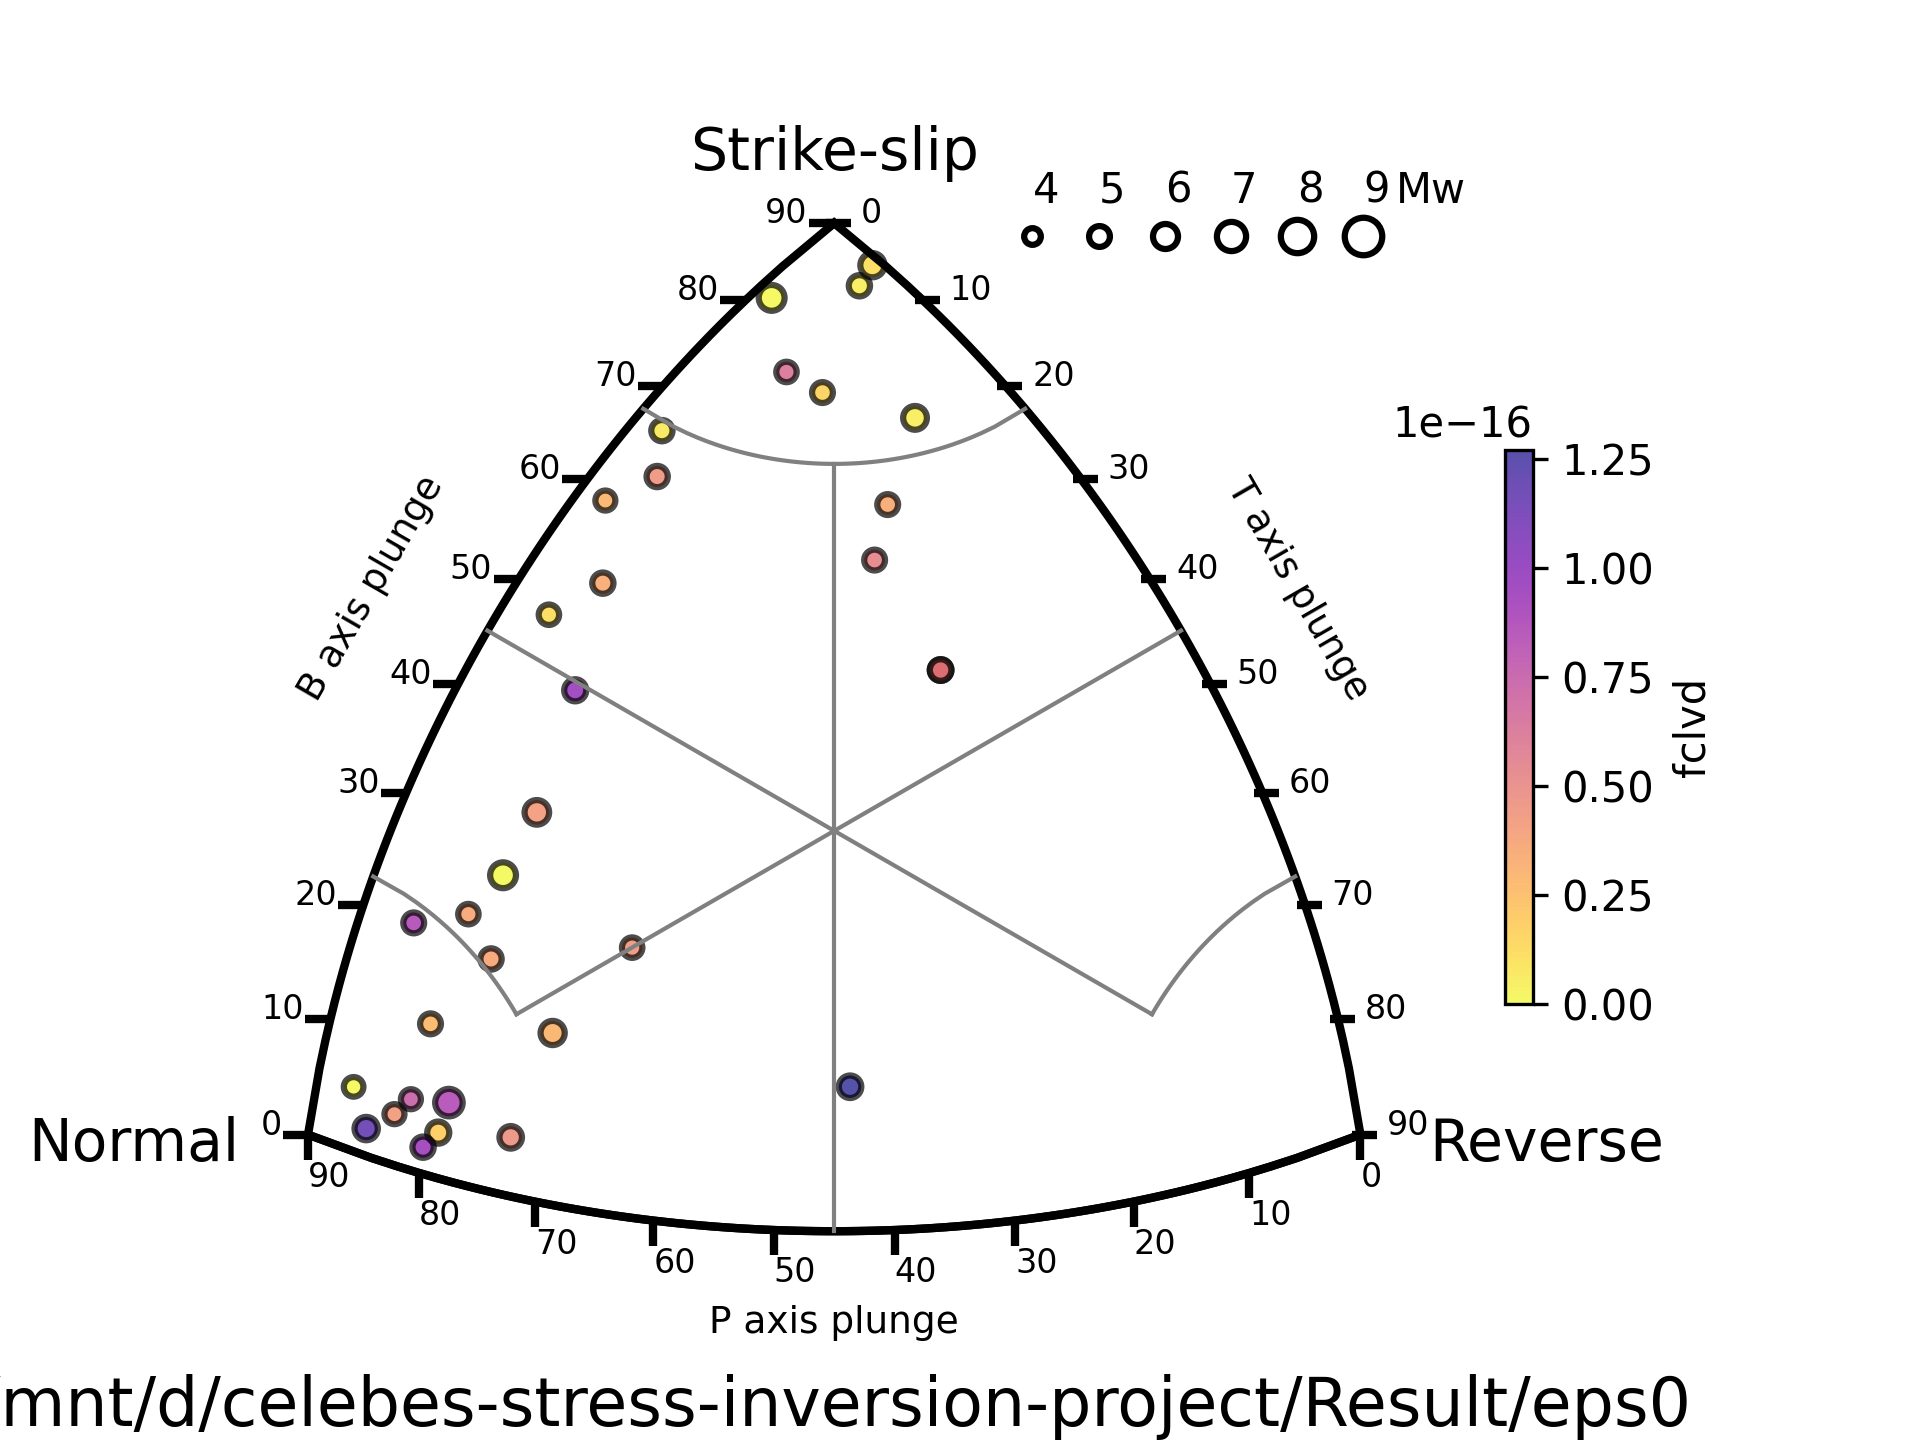 Strike-slip
4 5 6 7 8 9 Mw
90 0
80 10
70 20
60 30
50 40
40 50
30 60
20 70
10 80
0 90
B axis plunge
T axis plunge
Normal
Reverse
90 80 70 60 50 40 30 20 10 0
P axis plunge
1e−16
1.25
1.00
0.75
0.50
0.25
0.00
fclvd
mnt/d/celebes-stress-inversion-project/Result/eps0